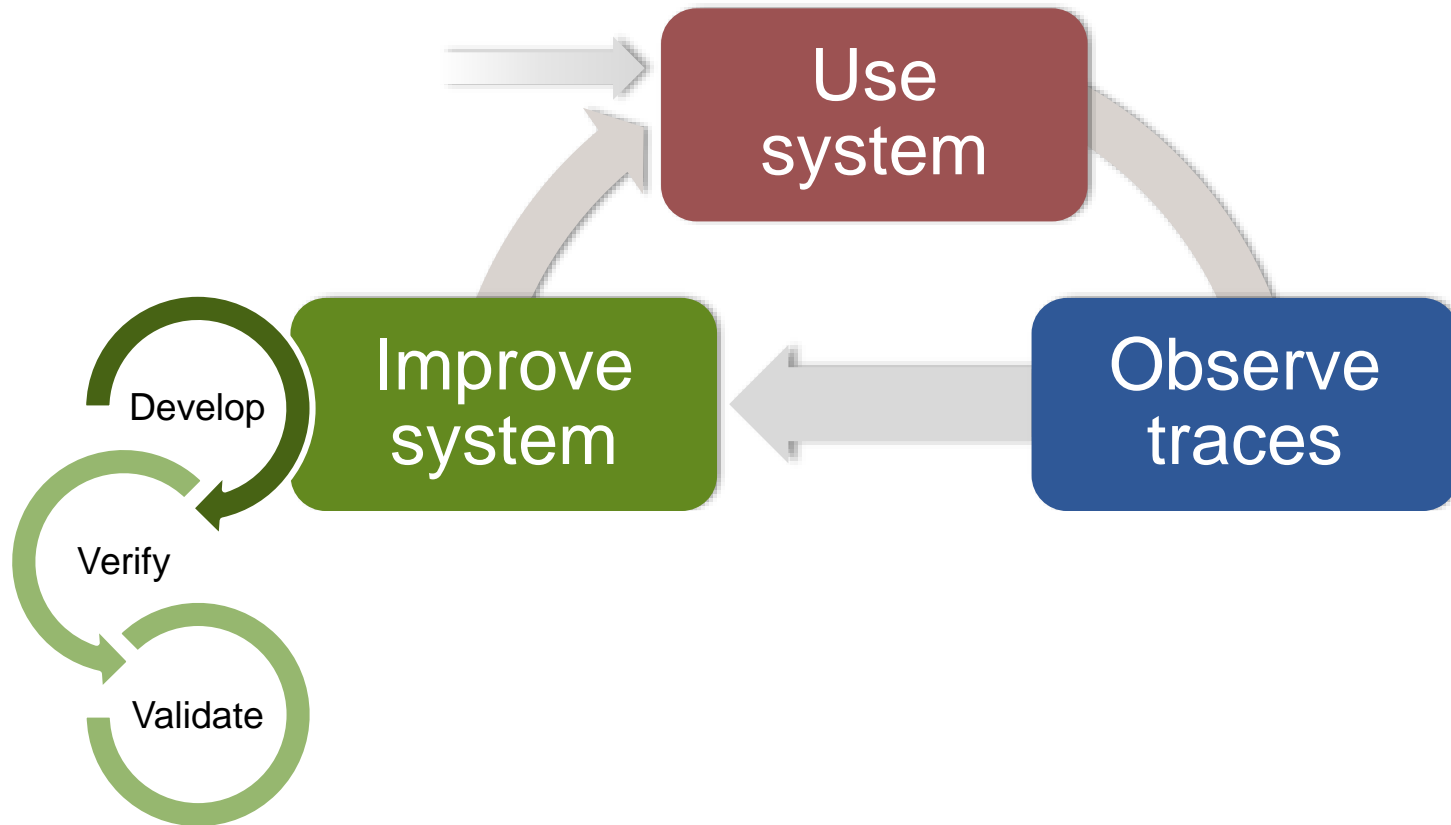 Use
system
Improve
system
Observe
traces
Develop
Verify
Validate